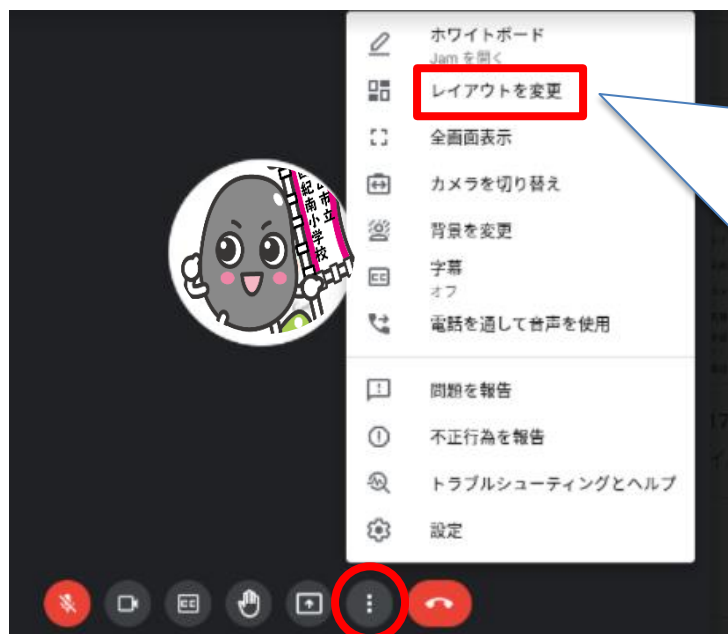 ホワイトボード
Jam を開く
レイアウトを変更
全画面表示
カメラを切り替え
背景を変更
字幕
オフ
電話を通して音声を使用
問題を報告
不正行為を報告
トラブルシューティングとヘルプ
設定
市立
紀南小学校
17